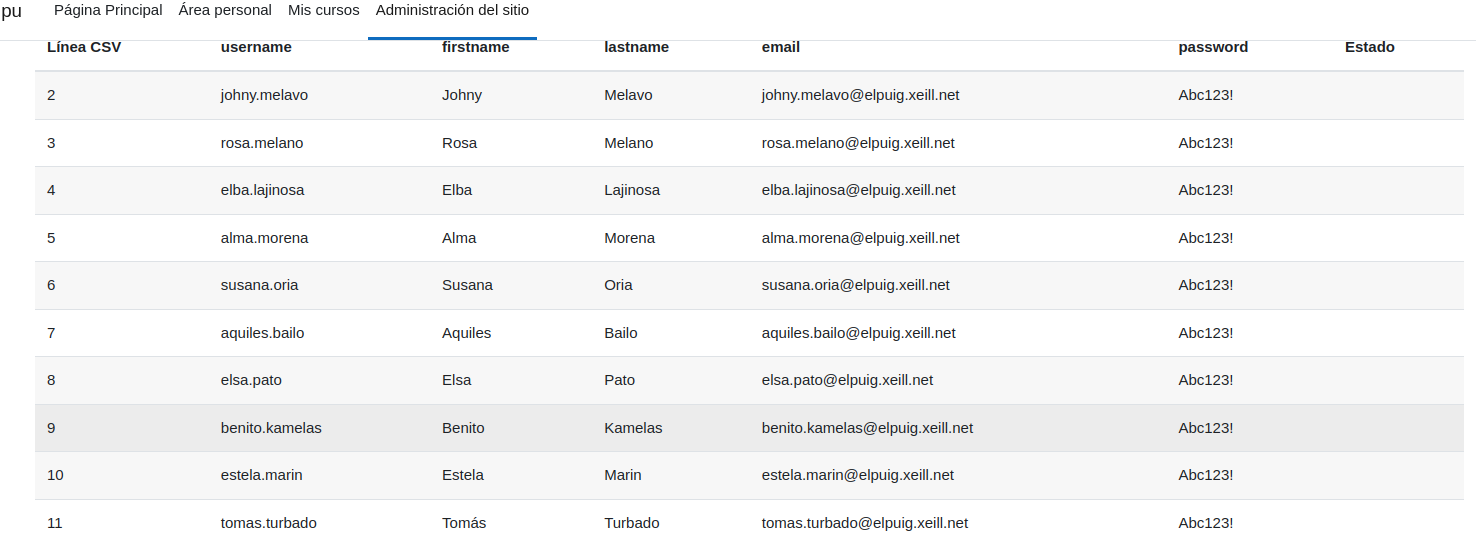 pu Página Principal Área personal Mis cursos Administración del sitio
Línea CSV username firstname lastname email password Estado
2 johny.melavo Johny Melavo johny.melavo@elpuig.xeill.net Abc123!
3 rosa.melano Rosa Melano rosa.melano@elpuig.xeill.net Abc123!
4 elba.lajinosa Elba Lajinosa elba.lajinosa@elpuig.xeill.net Abc123!
5 alma.morena Alma Morena alma.morena@elpuig.xeill.net Abc123!
6 susana.oria Susana Oria susana.oria@elpuig.xeill.net Abc123!
7 aquiles.bailo Aquiles Bailo aquiles.bailo@elpuig.xeill.net Abc123!
8 elsa.pato Elsa Pato elsa.pato@elpuig.xeill.net Abc123!
9 benito.kamelas Benito Kamelas benito.kamelas@elpuig.xeill.net Abc123!
10 estela.marin Estela Marin estela.marin@elpuig.xeill.net Abc123!
11 tomas.turbado Tomás Turbado tomas.turbado@elpuig.xeill.net Abc123!